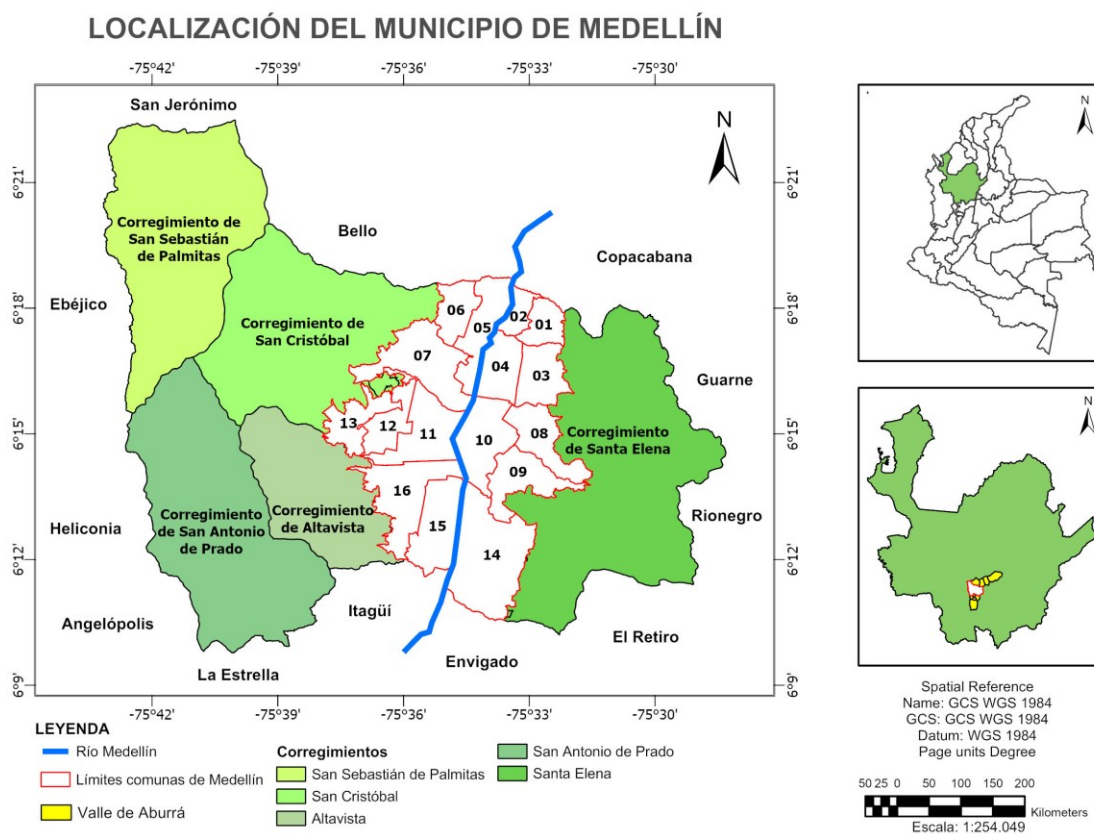 LOCALIZACIÓN DEL MUNICIPIO DE MEDELLÍN
-75°42' -75°39' -75°36' -75°33' -75°30'
San Jerónimo
N
6°21' 6°21'
Corregimiento de
San Sebastián
de Palmitas
Bello
Copacabana
Ebéjico
6°18' 6°18'
06
02
01
05
Corregimiento de
San Cristóbal
07
04
03
Guarne
6°15' 6°15'
13
12
11
10
08
Corregimiento
de Santa Elena
09
16
Heliconia
Corregimiento
de San Antonio
de Prado
Corregimiento
de Altavista
15
Rionegro
14
6°12' 6°12'
Itagüí
Angelópolis
El Retiro
La Estrella
Envigado
6°9' 6°9'
-75°42' -75°39' -75°36' -75°33' -75°30'
N
N
LEYENDA
Río Medellín
Límites comunas de Medellín
Valle de Aburrá
Corregimientos
San Sebastián de Palmitas
San Cristóbal
Altavista
San Antonio de Prado
Santa Elena
Spatial Reference
Name: GCS WGS 1984
GCS: GCS WGS 1984
Datum: WGS 1984
Page units Degree
50 25 0 50 100 150 200
Kilometers
Escala: 1:254.049